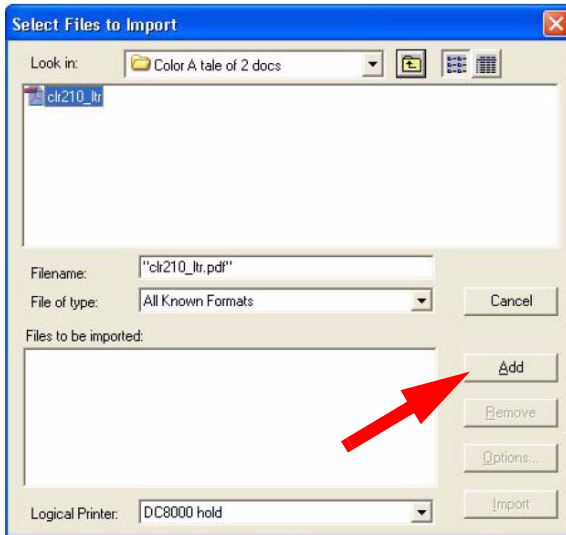 Select Files to Import
Look in: Color A tale of 2 docs
clr210_ltr
Filename: "clr210_ltr.pdf"
File of type: All Known Formats
Cancel
Files to be imported:
Add
Remove
Options...
Logical Printer: DC8000 hold
Import